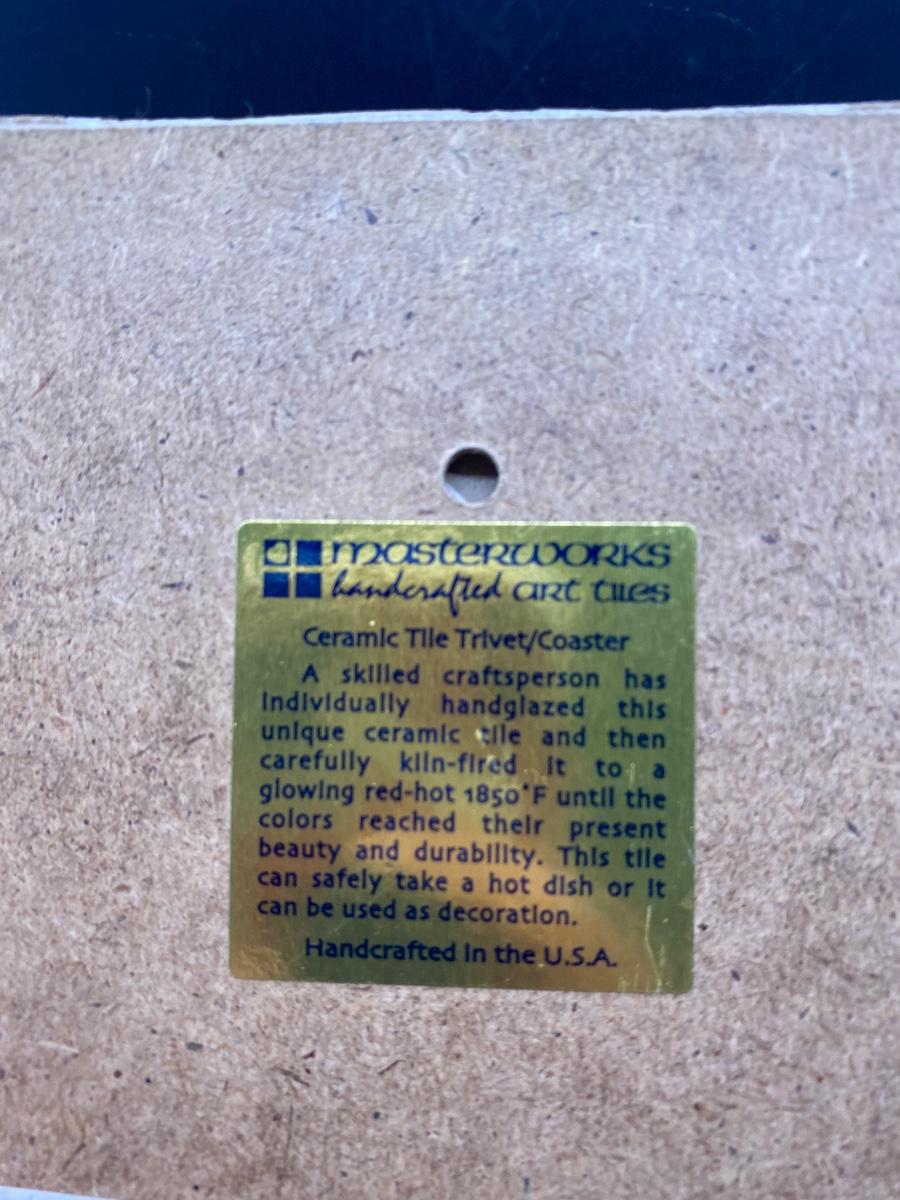 masterworks
handcrafted art tiles
Ceramic Tile Trivet/Coaster
A skilled craftsperson has
individually handglazed this
unique ceramic tile and then
carefully kiln-fired it to a
glowing red-hot 1850°F until the
colors reached their present
beauty and durability. This tile
can safely take a hot dish or it
can be used as decoration.
Handcrafted in the U.S.A.